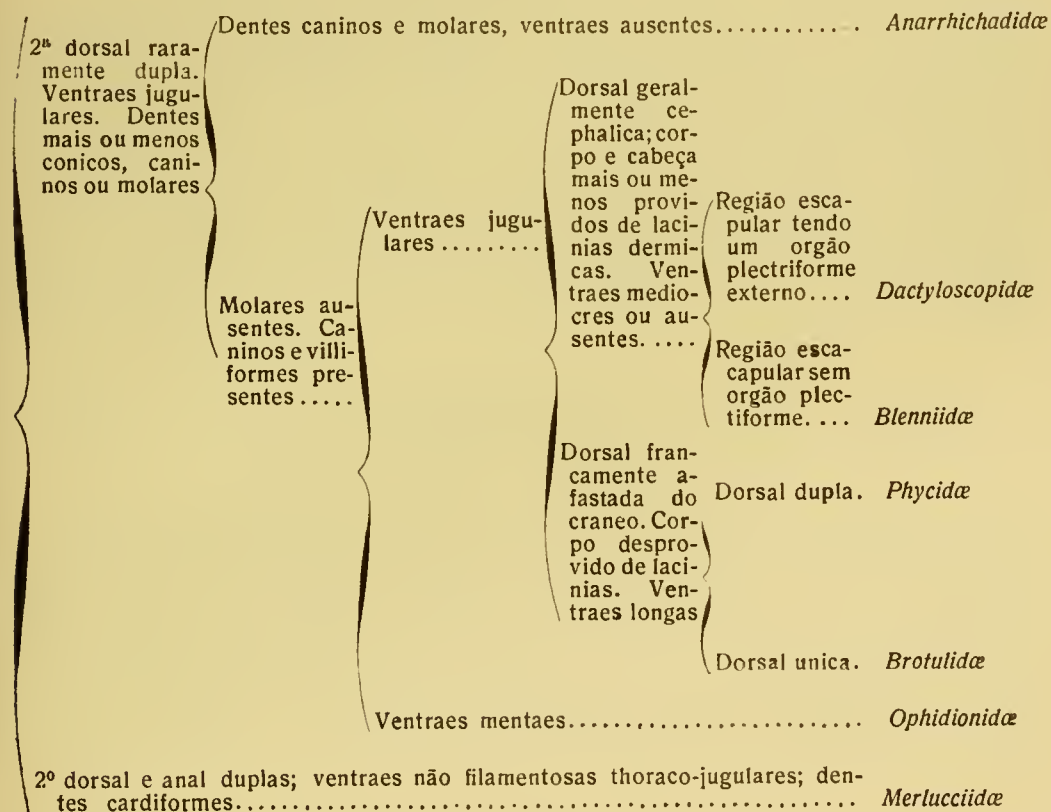 Dentes caninos e molares, ventraes ausentes............ Anarrhichadidæ
2ª dorsal rara-
mente dupla.
Ventraes jugu-
lares. Dentes
mais ou menos
conicos, cani-
nos ou molares
Molares au-
sentes. Ca-
ninos e villi-
formes pre-
sentes.....
Ventraes jugu-
lares.........
Dorsal geral-
mente ce-
phalica; cor-
po e cabeça
mais ou me-
nos provi-
dos de laci-
nias dermi-
cas. Ven-
traes medio-
cres ou au-
sentes.....
Região esca-
pular tendo
um orgão
plectriforme
externo.... Dactyloscopidæ
Região esca-
capular sem
orgão plec-
tiforme.... Blenniidæ
Dorsal fran-
camente a-
fastada do
craneo. Cor-
po despro-
vido de laci-
nias. Ven-
traes longas
Dorsal dupla. Phycidæ
Dorsal unica. Brotulidæ
Ventraes mentaes............................ Ophidionidæ
2º dorsal e anal duplas; ventraes não filamentosas thoraco-jugulares; den-
tes cardiformes...................................................... Merlucciidæ